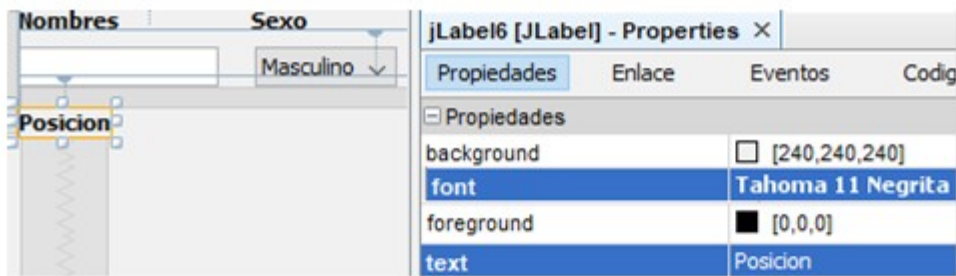 Nombres Sexo
Masculino
Posicion
jLabel6 [JLabel] - Properties ×
Propiedades Enlace Eventos Codig
Propiedades
background [240,240,240]
font Tahoma 11 Negrita
foreground [0,0,0]
text Posicion